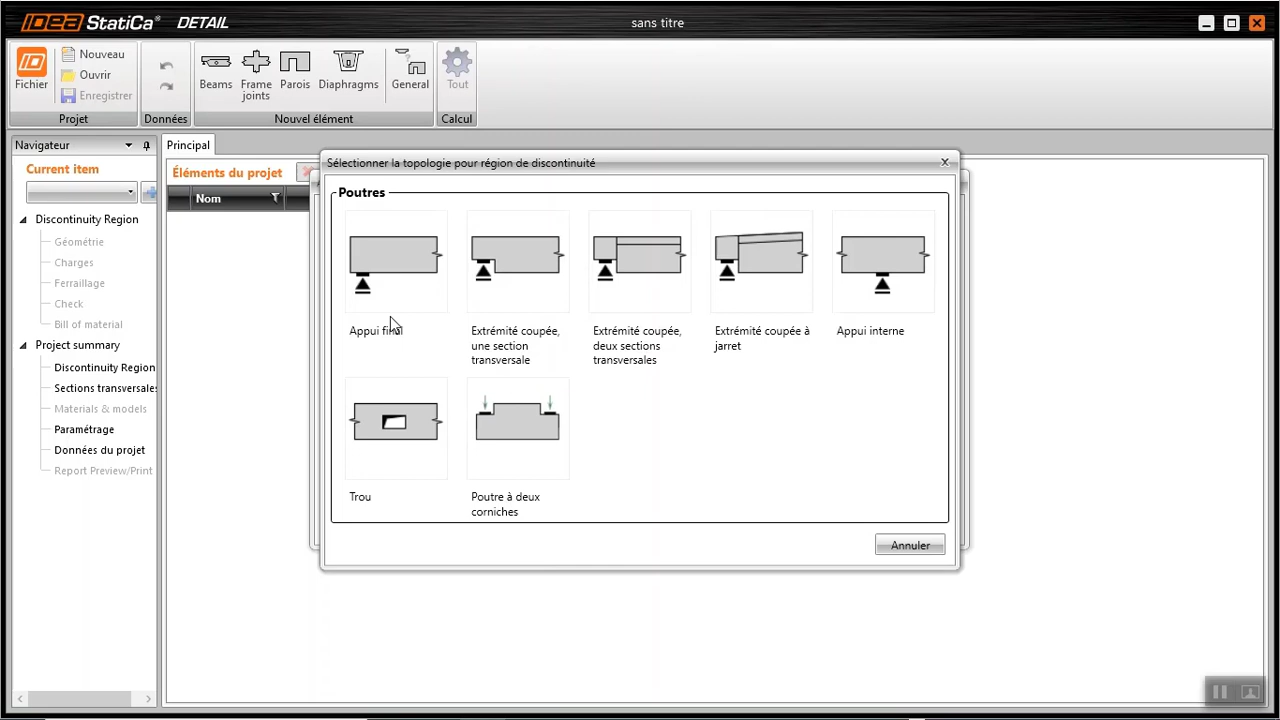 IDEA StatiCa® DETAIL
sans titre
Fichier
Nouveau
Ouvrir
Enregistrer
Projet
Données
Beams
Frame joints
Parois
Diaphragms
General
Nouvel élément
Tout
Calcul
Navigateur
Current item
Discontinuity Region
Géométrie
Charges
Ferraillage
Check
Bill of material
Project summary
Discontinuity Region
Sections transversales
Materials & models
Paramétrage
Données du projet
Report Preview/Print
Principal
Éléments du projet
Nom
Sélectionner la topologie pour région de discontinuité
Poutres
Appui final
Extrémité coupée,
une section
transversale
Extrémité coupée,
deux sections
transversales
Extrémité coupée à
jarret
Appui interne
Trou
Poutre à deux
corniches
Annuler